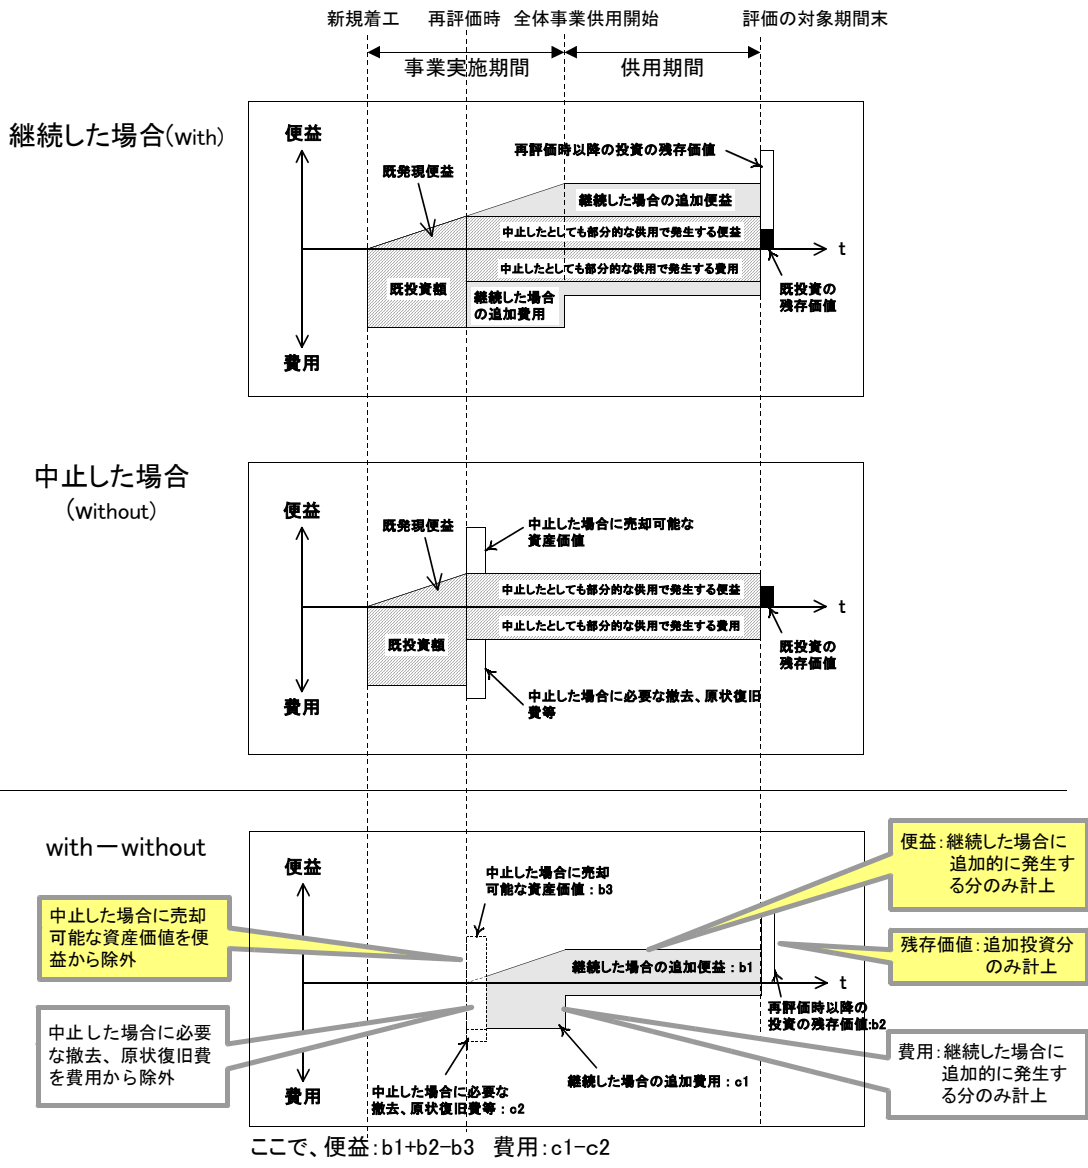 新規着工
再評価時
全体事業供用開始
評価の対象期間末
事業実施期間
供用期間
継続した場合(with)
便益
再評価時以降の投資の残存価値
既発現便益
継続した場合の追加便益
中止したとしても部分的な供用で発生する便益
t
中止したとしても部分的な供用で発生する費用
既投資額
継続した場合
の追加費用
既投資の
残存価値
費用
中止した場合
(without)
便益
既発現便益
中止した場合に売却可能な
資産価値
中止したとしても部分的な供用で発生する便益
t
中止したとしても部分的な供用で発生する費用
既投資額
既投資の
残存価値
中止した場合に必要な撤去、原状復旧
費等
費用
with－without
便益
中止した場合に売却
可能な資産価値：b3
便益：継続した場合に
追加的に発生す
る分のみ計上
中止した場合に売却
可能な資産価値を便
益から除外
残存価値：追加投資分
のみ計上
継続した場合の追加便益：b1
t
再評価時以降の
投資の残存価値:b2
中止した場合に必要
な撤去、原状復旧費
を費用から除外
費用：継続した場合に
追加的に発生す
る分のみ計上
継続した場合の追加費用：c1
中止した場合に必要な
撤去、原状復旧費等：c2
費用
ここで、便益：b1+b2−b3　費用：c1−c2